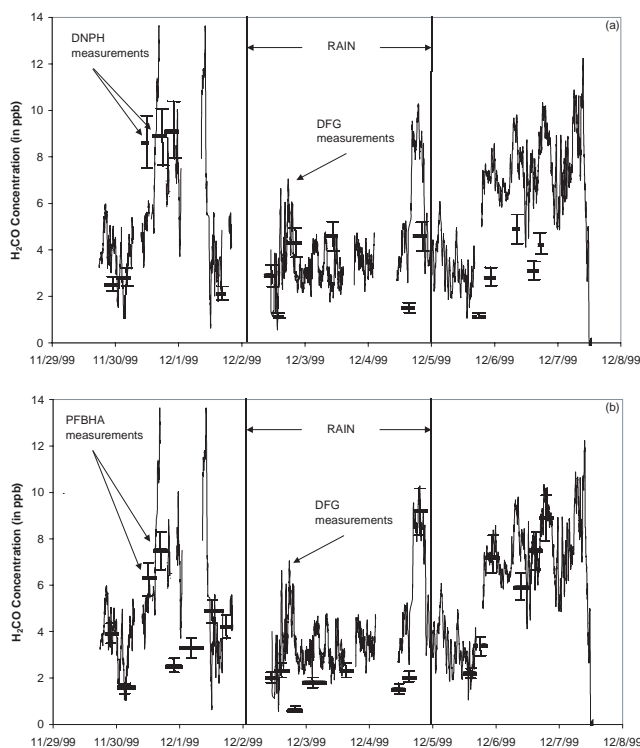 (a)
DNPH
measurements
RAIN
DFG
measurements
H₂CO Concentration (in ppb)
14
12
10
8
6
4
2
0
11/29/99 11/30/99 12/1/99 12/2/99 12/3/99 12/4/99 12/5/99 12/6/99 12/7/99 12/8/99
(b)
PFBHA
measurements
RAIN
DFG
measurements
H₂CO Concentration (in ppb)
14
12
10
8
6
4
2
0
11/29/99 11/30/99 12/1/99 12/2/99 12/3/99 12/4/99 12/5/99 12/6/99 12/7/99 12/8/99